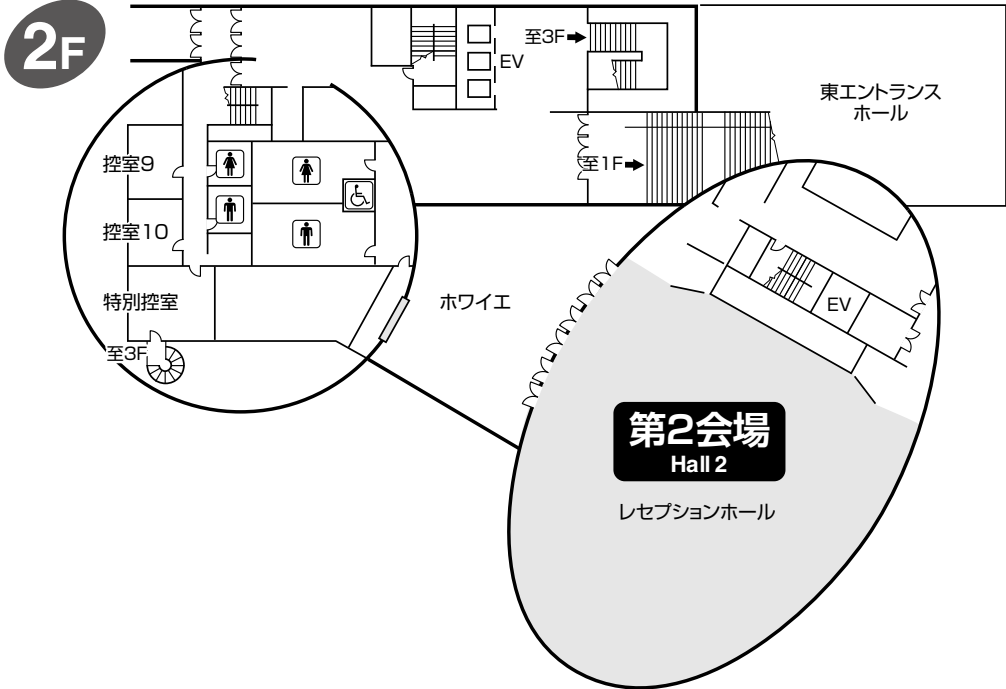 2F
至3F
EV
東エントランス
ホール
至1F
控室9
控室10
特別控室
至3F
ホワイエ
EV
第2会場
Hall 2
レセプションホール